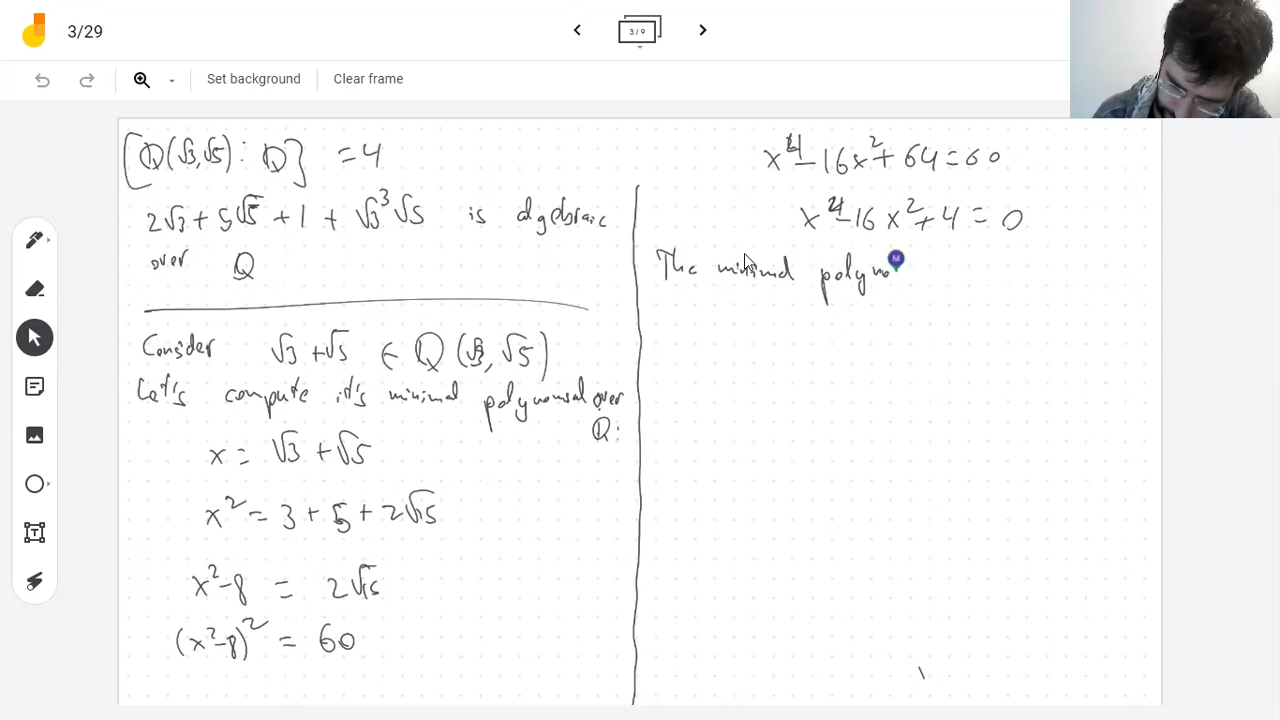 3/29
3/9
Set background
Clear frame
[ℚ(√3,√5) : ℚ] = 4
2√3 + 5√5 + 1 + √3³√5 is algebraic
over ℚ
Consider √3 + √5 ∈ ℚ(√3, √5)
Let's compute it's minimal polynomial over
ℚ:
x = √3 + √5
x² = 3 + 5 + 2√15
x² - 8 = 2√15
(x² - 8)² = 60
x⁴ - 16x² + 64 = 60
x⁴ - 16x² + 4 = 0
The minimal polyno
M